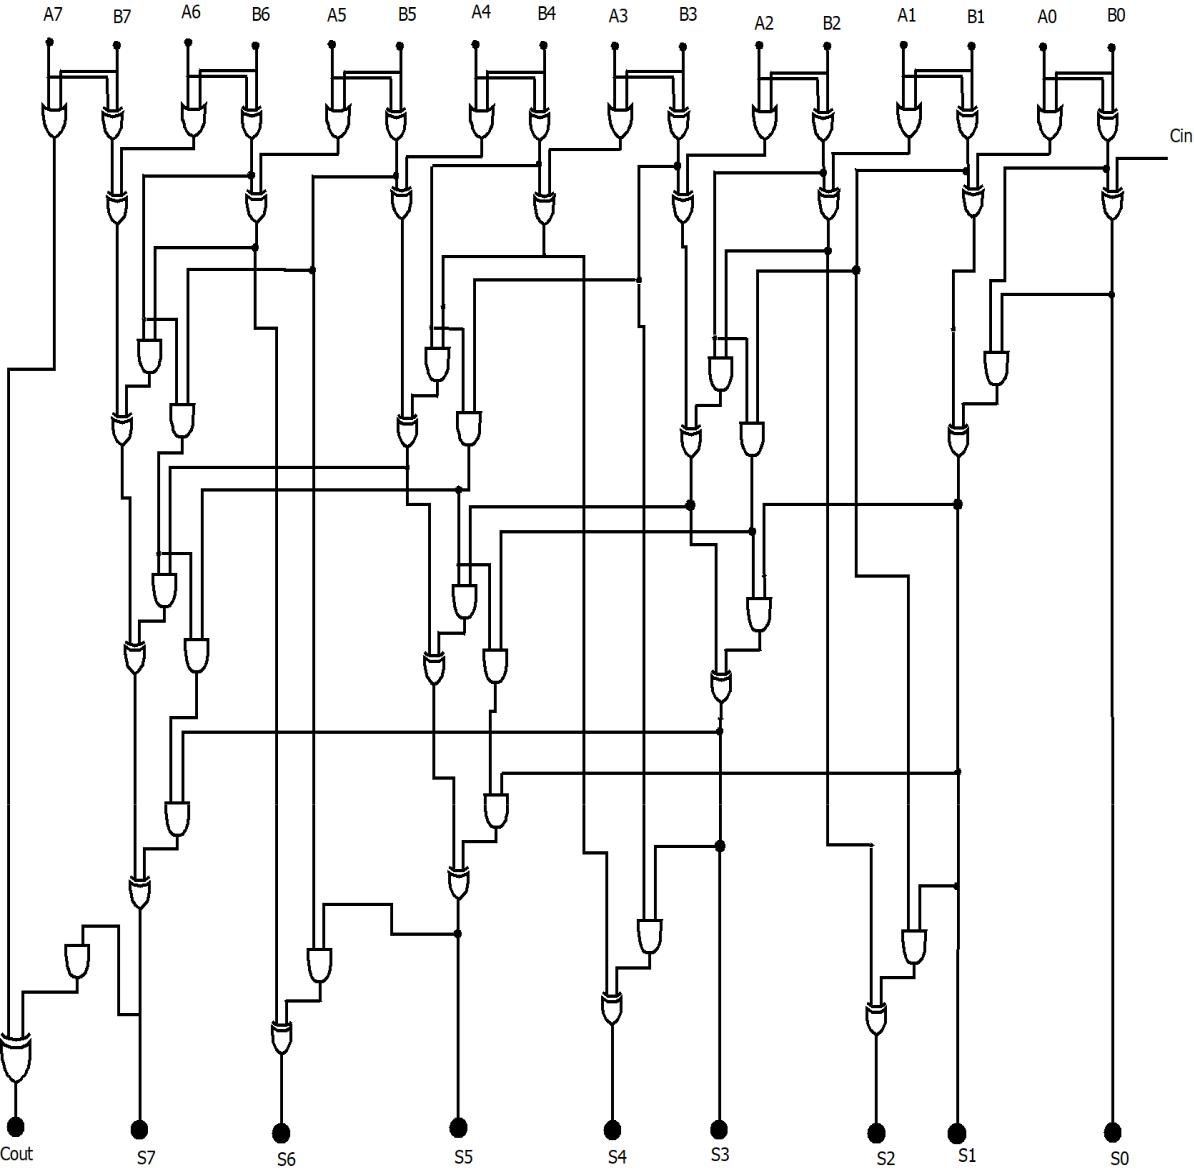 A7 B7 A6 B6 A5 B5 A4 B4 A3 B3 A2 B2 A1 B1 A0 B0
Cin
Cout S7 S6 S5 S4 S3 S2 S1 S0